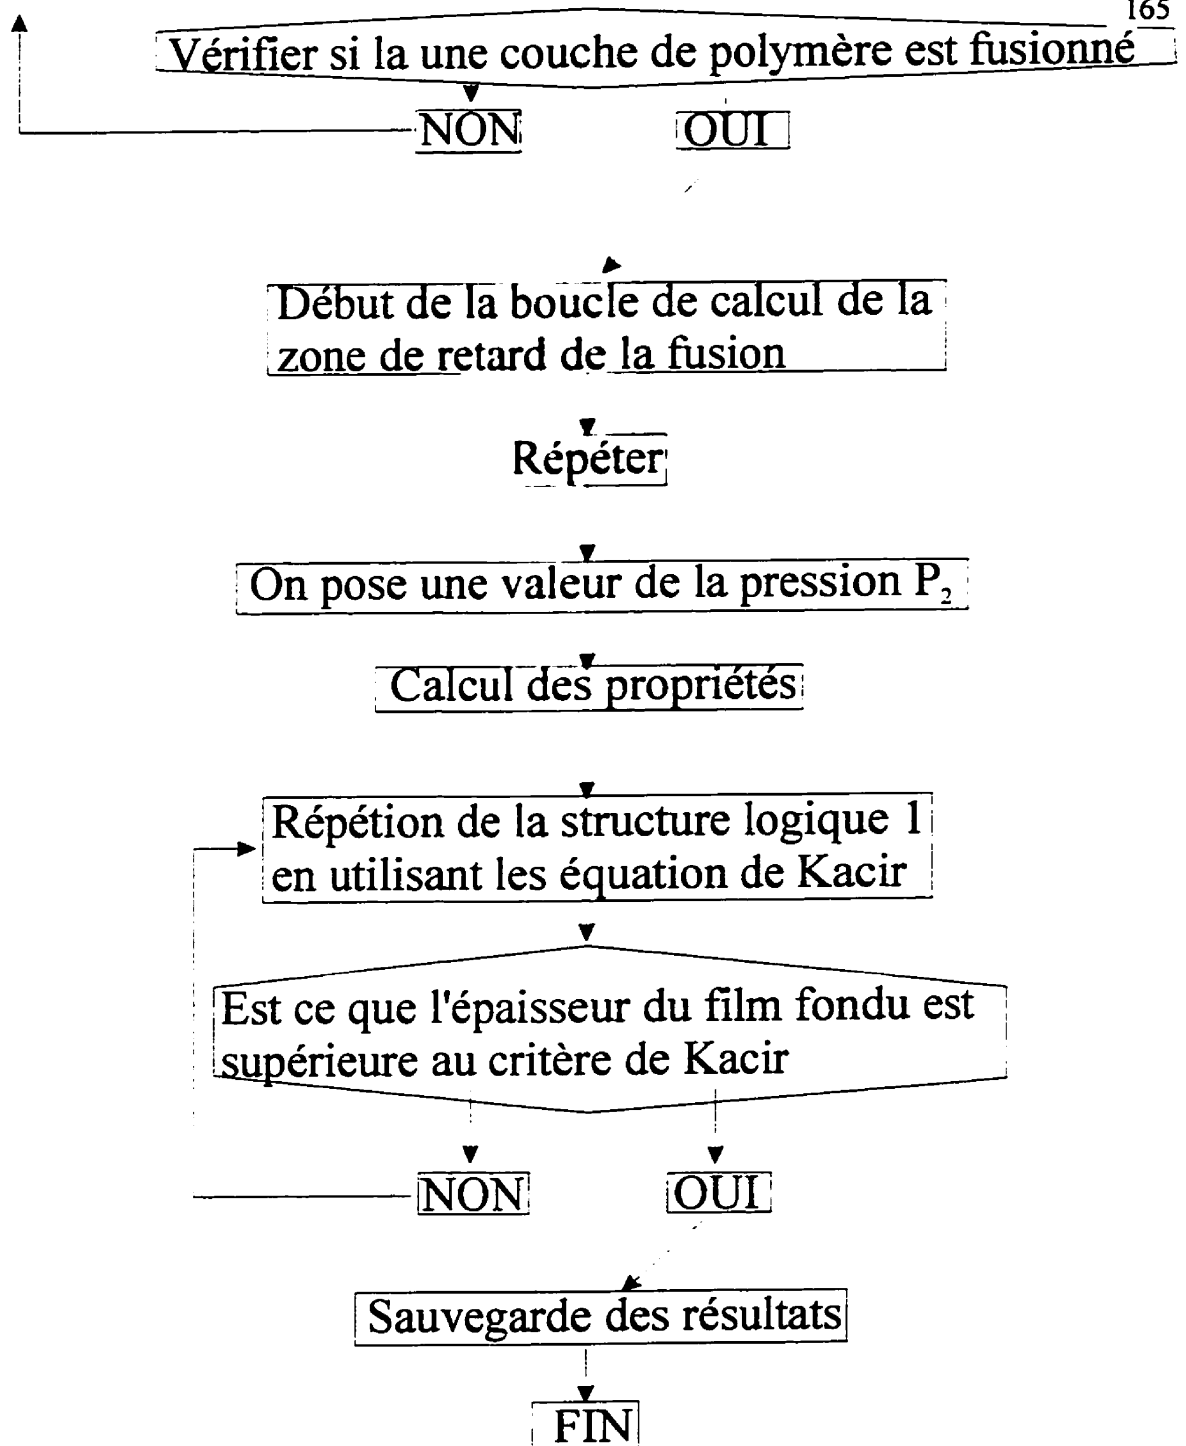 165
Vérifier si la une couche de polymère est fusionné
NON OUI
Début de la boucle de calcul de la
zone de retard de la fusion
Répéter
On pose une valeur de la pression P₂
Calcul des propriétés
Répétion de la structure logique 1
en utilisant les équation de Kacir
Est ce que l'épaisseur du film fondu est
supérieure au critère de Kacir
NON OUI
Sauvegarde des résultats
FIN